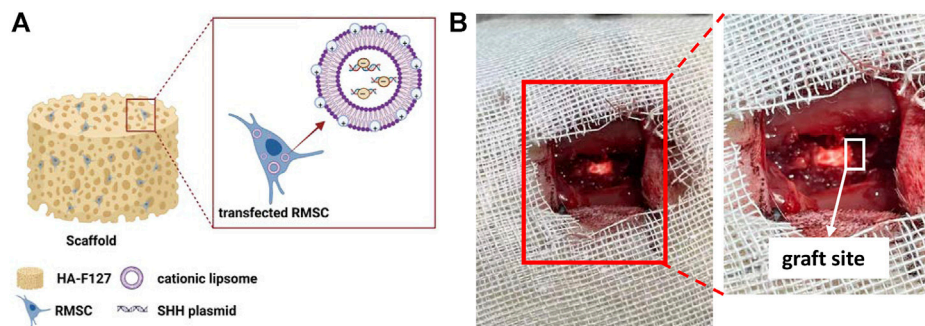 A
B
transfected RMSC
Scaffold
HA-F127
cationic lipsome
RMSC
SHH plasmid
graft site